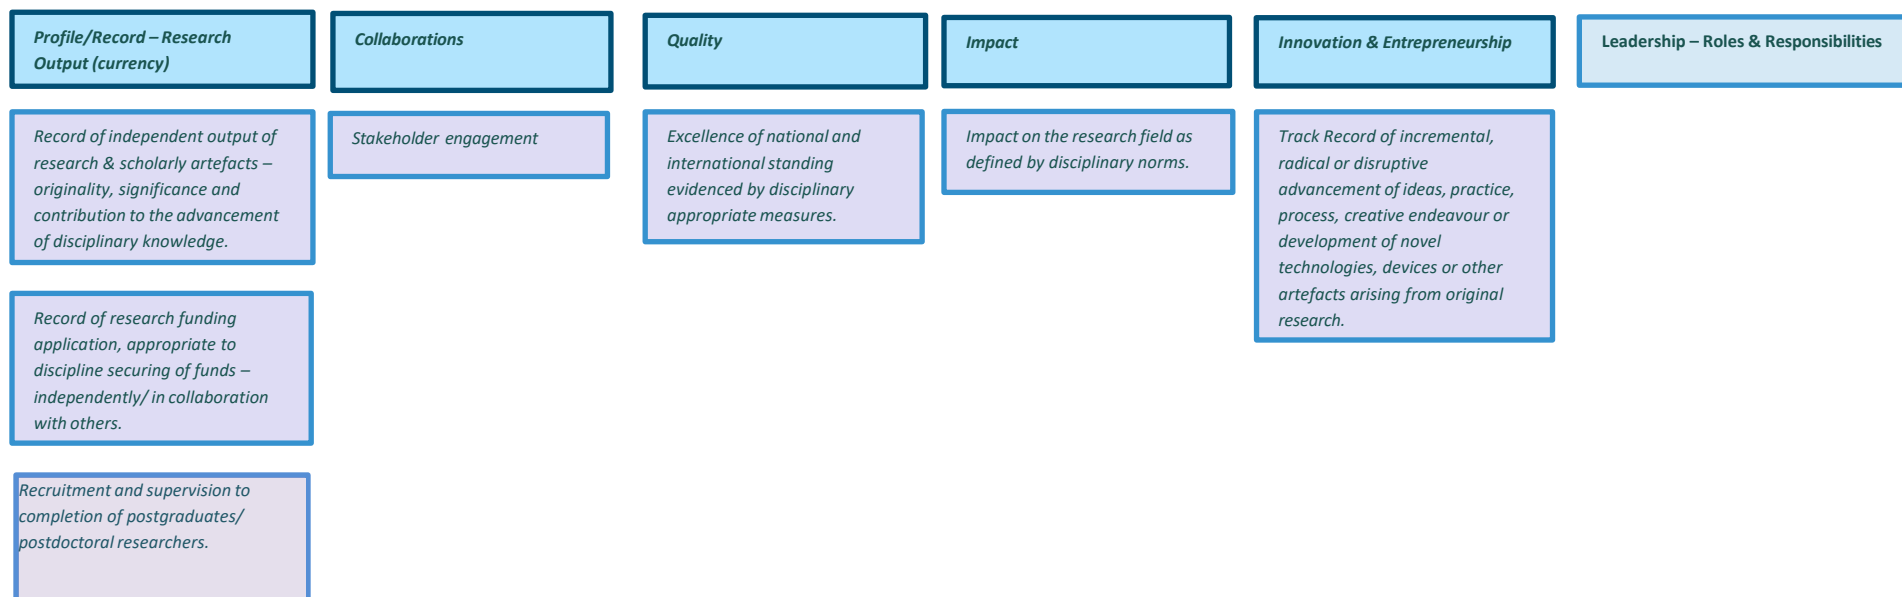 Profile/Record – Research
Output (currency)
Collaborations
Quality
Impact
Innovation & Entrepreneurship
Leadership – Roles & Responsibilities
Record of independent output of
research & scholarly artefacts –
originality, significance and
contribution to the advancement
of disciplinary knowledge.
Stakeholder engagement
Excellence of national and
international standing
evidenced by disciplinary
appropriate measures.
Impact on the research field as
defined by disciplinary norms.
Track Record of incremental,
radical or disruptive
advancement of ideas, practice,
process, creative endeavour or
development of novel
technologies, devices or other
artefacts arising from original
research.
Record of research funding
application, appropriate to
discipline securing of funds –
independently/ in collaboration
with others.
Recruitment and supervision to
completion of postgraduates/
postdoctoral researchers.